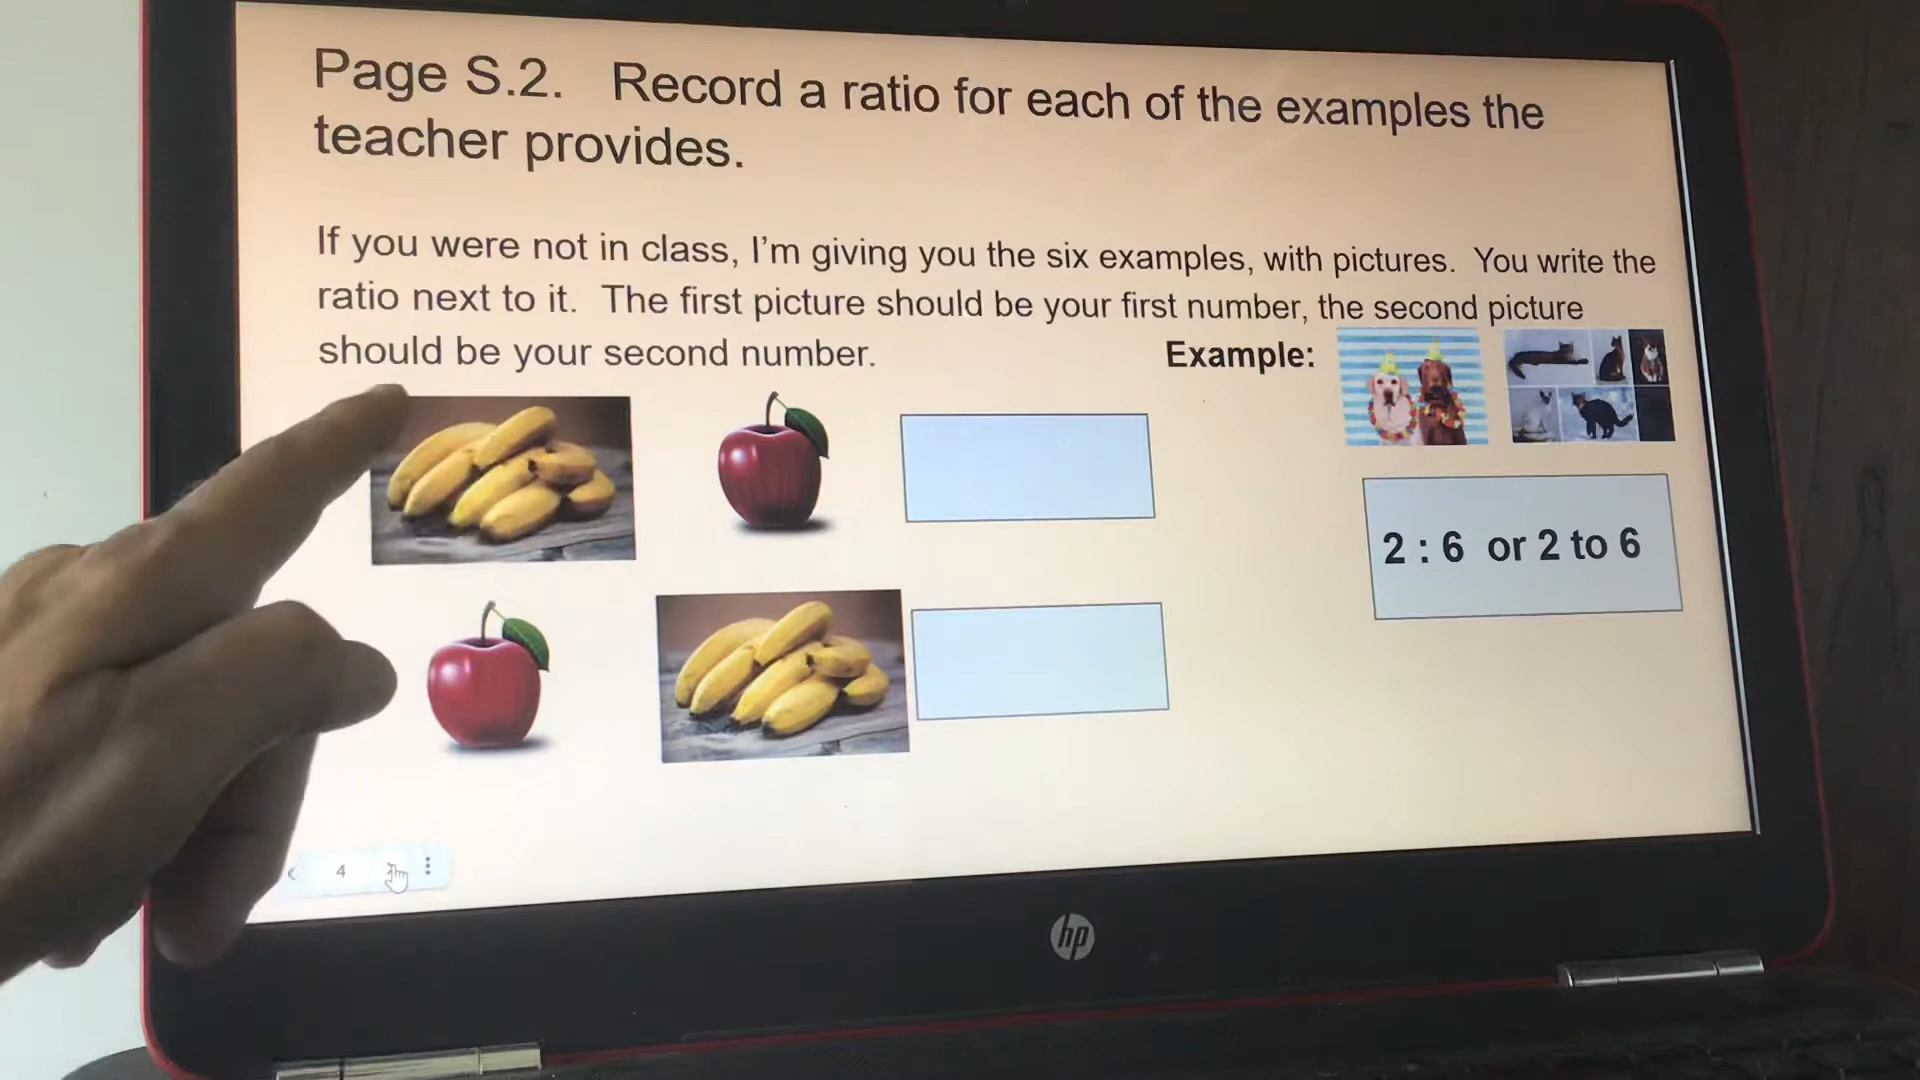 Page S.2. Record a ratio for each of the examples the
teacher provides.
If you were not in class, I'm giving you the six examples, with pictures. You write the
ratio next to it. The first picture should be your first number, the second picture
should be your second number.
Example:
2 : 6 or 2 to 6
4
hp